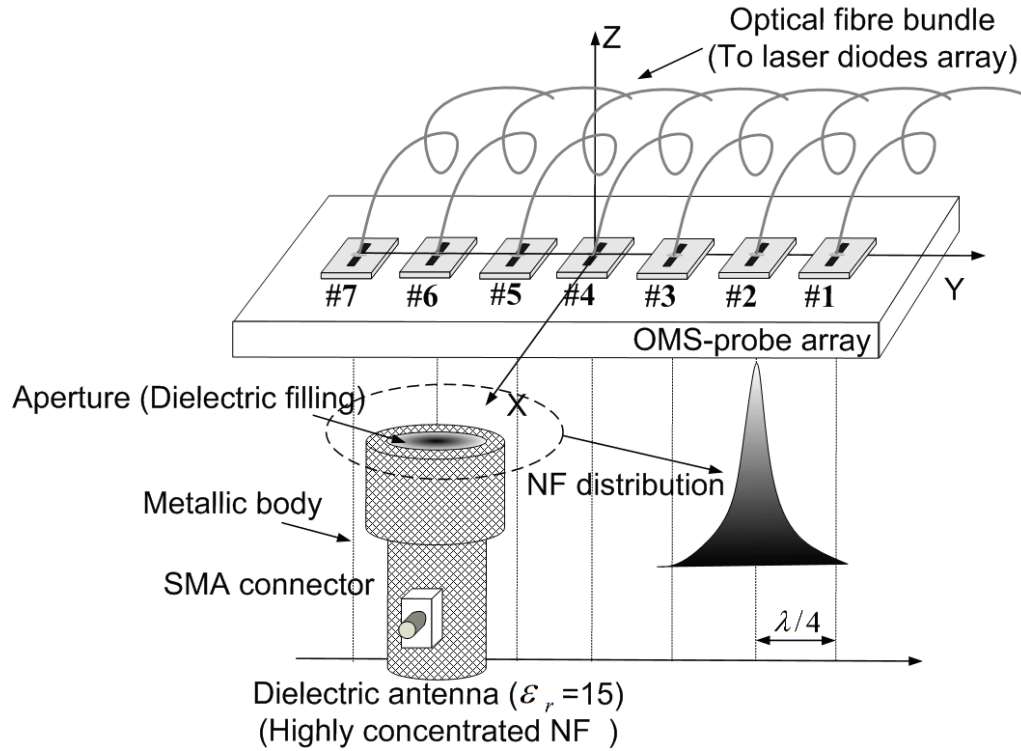 Optical fibre bundle
(To laser diodes array)
Z
#7 #6 #5 #4 #3 #2 #1
Y
OMS-probe array
X
Aperture (Dielectric filling)
NF distribution
Metallic body
SMA connector
λ/4
Dielectric antenna (ε r =15)
(Highly concentrated NF )